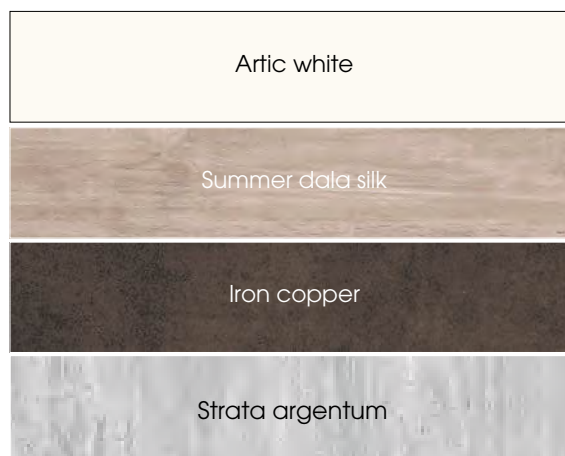 Artic white
Summer dala silk
Iron copper
Strata argentum